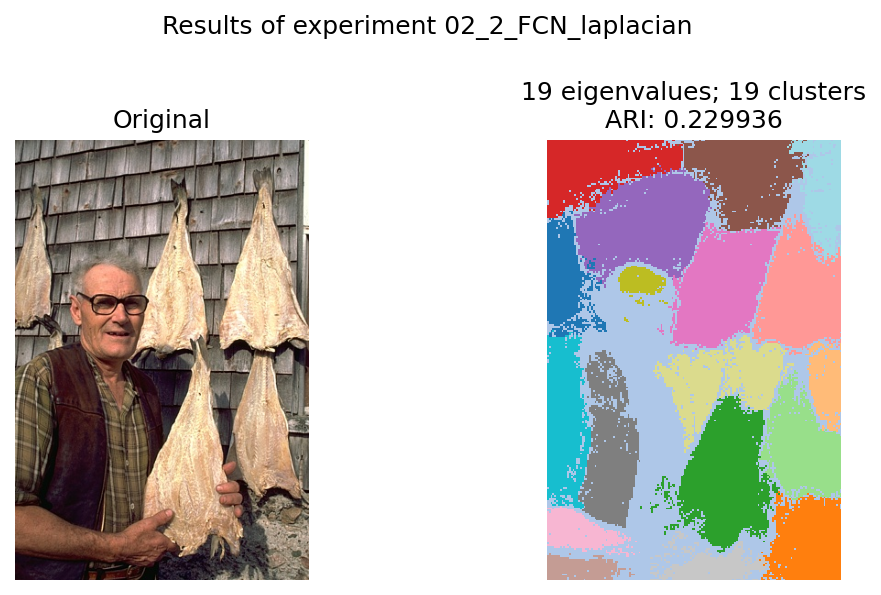 Results of experiment 02_2_FCN_laplacian
Original
19 eigenvalues; 19 clusters
ARI: 0.229936